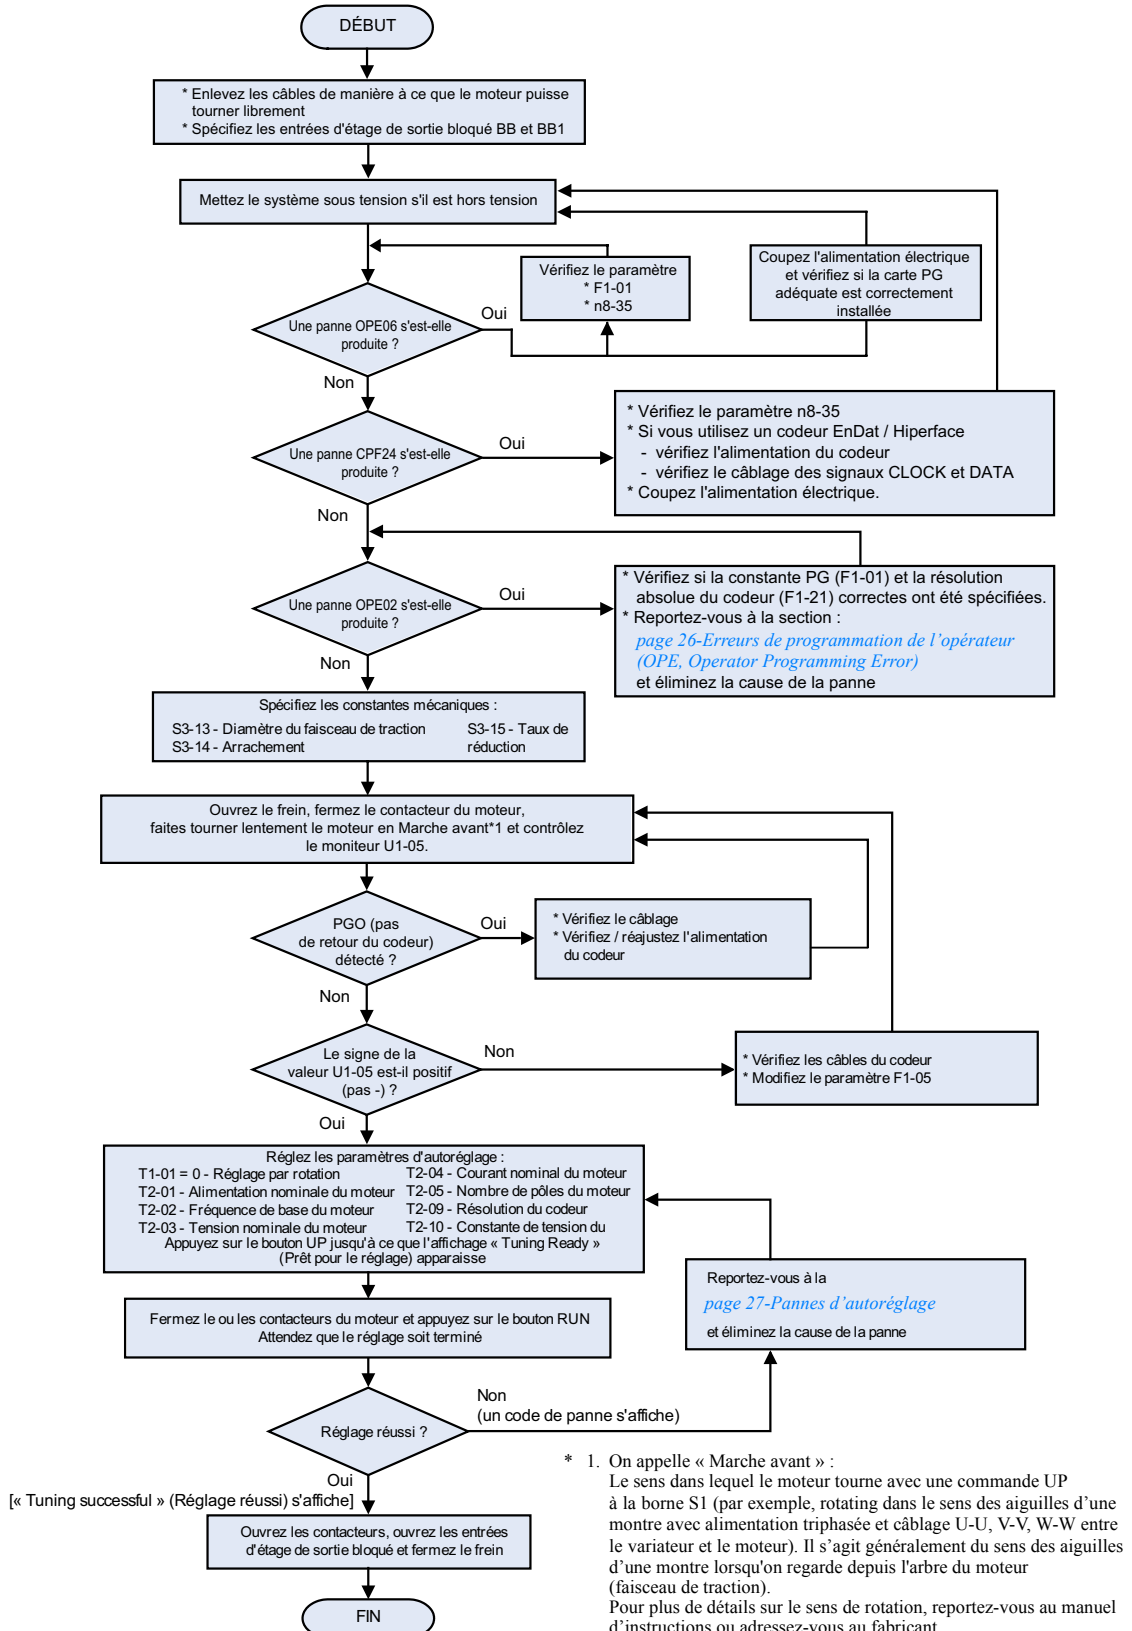 DÉBUT
* Enlevez les câbles de manière à ce que le moteur puisse
tourner librement
* Spécifiez les entrées d'étage de sortie bloqué BB et BB1
Mettez le système sous tension s'il est hors tension
Vérifiez le paramètre
* F1-01
* n8-35
Coupez l'alimentation électrique
et vérifiez si la carte PG
adéquate est correctement
installée
Une panne OPE06 s'est-elle
produite ?
Oui
Non
Une panne CPF24 s'est-elle
produite ?
Oui
* Vérifiez le paramètre n8-35
* Si vous utilisez un codeur EnDat / Hiperface
- vérifiez l'alimentation du codeur
- vérifiez le câblage des signaux CLOCK et DATA
* Coupez l'alimentation électrique.
Non
Une panne OPE02 s'est-elle
produite ?
Oui
* Vérifiez si la constante PG (F1-01) et la résolution
absolue du codeur (F1-21) correctes ont été spécifiées.
* Reportez-vous à la section :
page 26-Erreurs de programmation de l'opérateur
(OPE, Operator Programming Error)
et éliminez la cause de la panne
Non
Spécifiez les constantes mécaniques :
S3-13 - Diamètre du faisceau de traction
S3-14 - Arrachement
S3-15 - Taux de
réduction
Ouvrez le frein, fermez le contacteur du moteur,
faites tourner lentement le moteur en Marche avant*1 et contrôlez
le moniteur U1-05.
PGO (pas
de retour du codeur)
détecté ?
Oui
* Vérifiez le câblage
* Vérifiez / réajustez l'alimentation
du codeur
Non
Le signe de la
valeur U1-05 est-il positif
(pas -) ?
Non
* Vérifiez les câbles du codeur
* Modifiez le paramètre F1-05
Oui
Réglez les paramètres d'autoréglage :
T1-01 = 0 - Réglage par rotation
T2-01 - Alimentation nominale du moteur
T2-02 - Fréquence de base du moteur
T2-03 - Tension nominale du moteur
T2-04 - Courant nominal du moteur
T2-05 - Nombre de pôles du moteur
T2-09 - Résolution du codeur
T2-10 - Constante de tension du
Appuyez sur le bouton UP jusqu'à ce que l'affichage « Tuning Ready »
(Prêt pour le réglage) apparaisse
Reportez-vous à la
page 27-Pannes d'autoréglage
et éliminez la cause de la panne
Fermez le ou les contacteurs du moteur et appuyez sur le bouton RUN
Attendez que le réglage soit terminé
Réglage réussi ?
Non
(un code de panne s'affiche)
Oui
[« Tuning successful » (Réglage réussi) s'affiche]
Ouvrez les contacteurs, ouvrez les entrées
d'étage de sortie bloqué et fermez le frein
FIN
* 1. On appelle « Marche avant » :
Le sens dans lequel le moteur tourne avec une commande UP
à la borne S1 (par exemple, rotating dans le sens des aiguilles d'une
montre avec alimentation triphasée et câblage U-U, V-V, W-W entre
le variateur et le moteur). Il s'agit généralement du sens des aiguilles
d'une montre lorsqu'on regarde depuis l'arbre du moteur
(faisceau de traction).
Pour plus de détails sur le sens de rotation, reportez-vous au manuel
d'instructions ou adressez-vous au fabricant